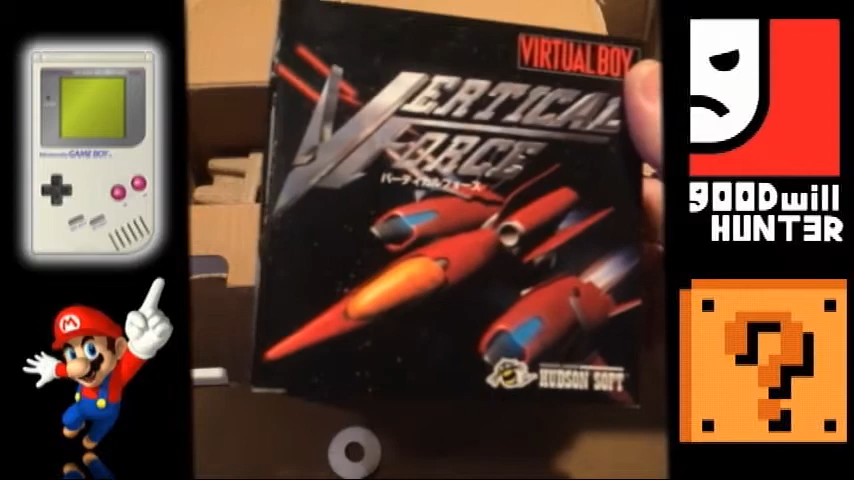 VIRTUAL BOY
VERTICAL
FORCE
バーティカルフォース
HUDSON SOFT
Nintendo GAME BOY
M
gOODwill
HUNT3R
?